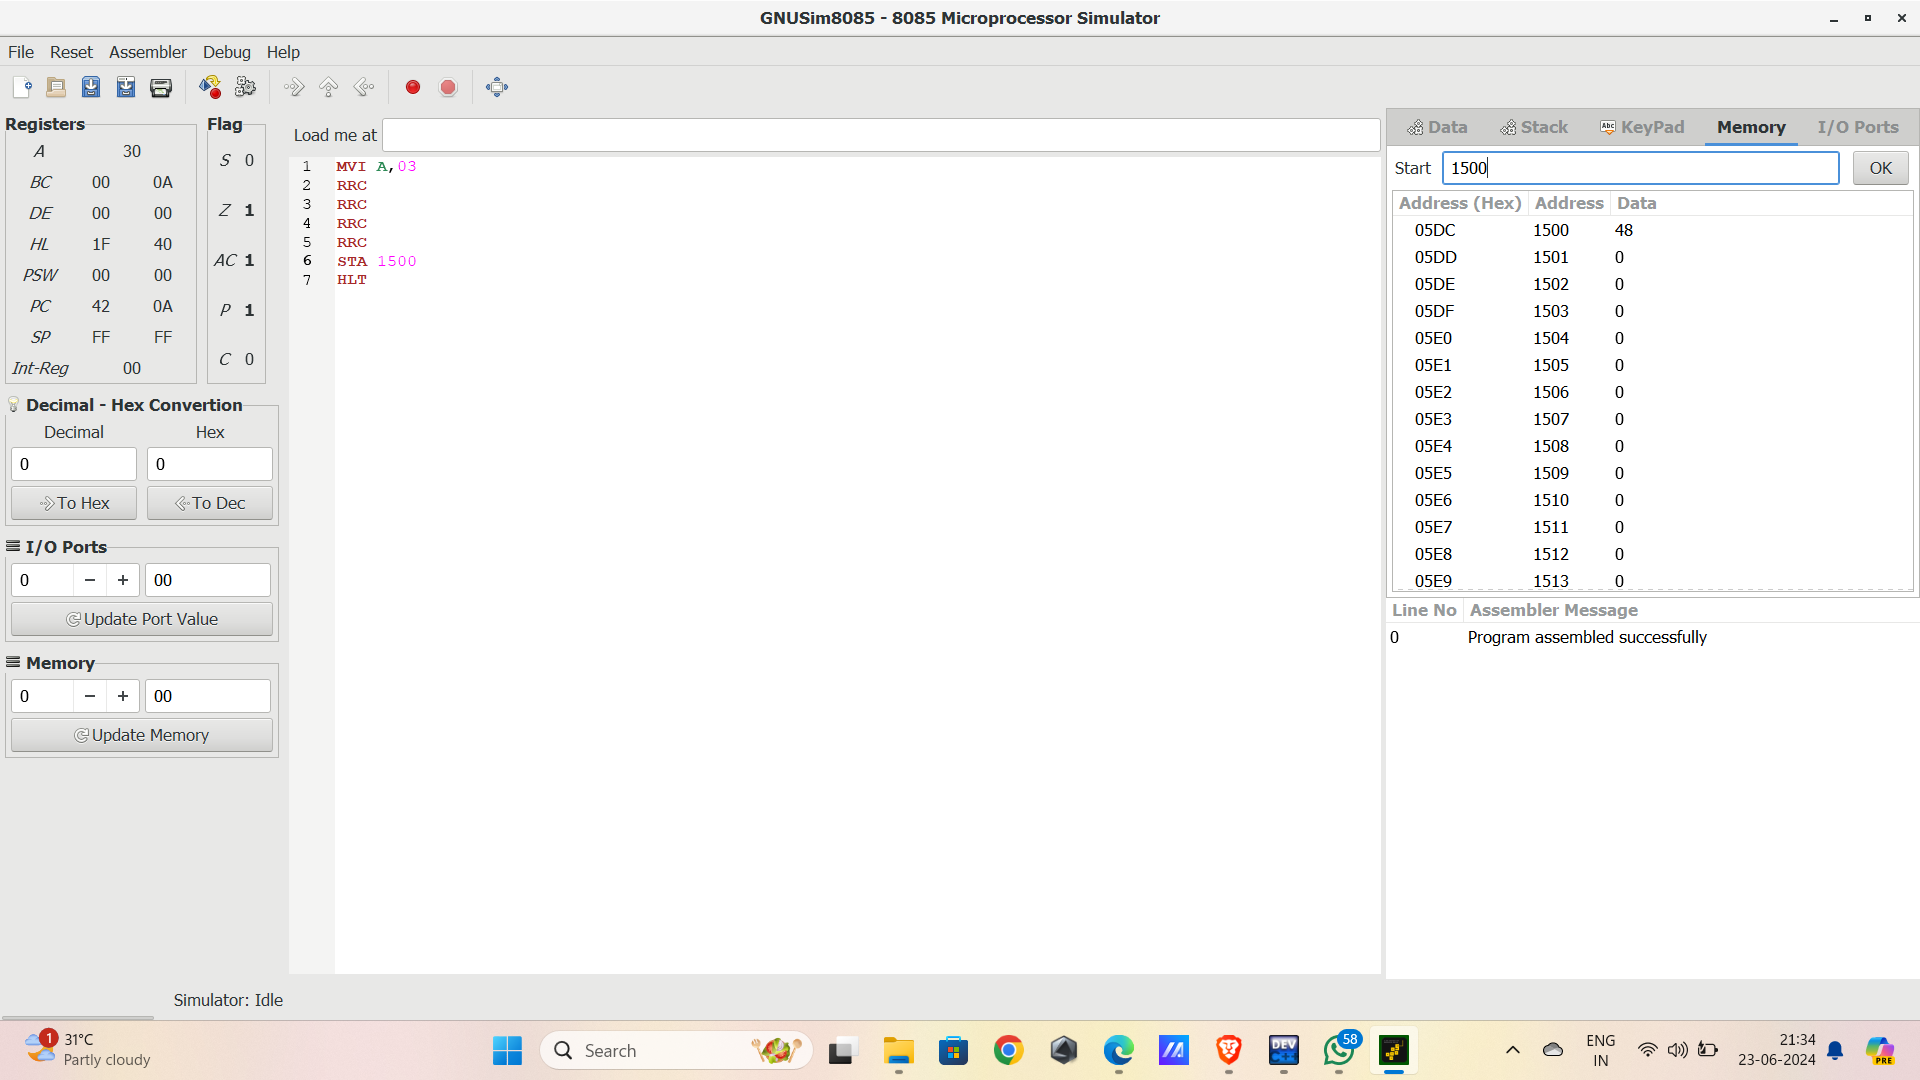 GNUSim8085 - 8085 Microprocessor Simulator
File Reset Assembler Debug Help
Registers
A 30
BC 00 0A
DE 00 00
HL 1F 40
PSW 00 00
PC 42 0A
SP FF FF
Int-Reg 00
Flag
S 0
Z 1
AC 1
P 1
C 0
Decimal - Hex Convertion
Decimal Hex
0 0
To Hex To Dec
I/O Ports
0 − + 00
Update Port Value
Memory
0 − + 00
Update Memory
Load me at
1 MVI A,03
2 RRC
3 RRC
4 RRC
5 RRC
6 STA 1500
7 HLT
Data Stack Abc KeyPad Memory I/O Ports
Start 1500 OK
Address (Hex) Address Data
05DC 1500 48
05DD 1501 0
05DE 1502 0
05DF 1503 0
05E0 1504 0
05E1 1505 0
05E2 1506 0
05E3 1507 0
05E4 1508 0
05E5 1509 0
05E6 1510 0
05E7 1511 0
05E8 1512 0
05E9 1513 0
Line No Assembler Message
0 Program assembled successfully
Simulator: Idle
1 31°C
Partly cloudy
Search
DEV
C++
58
ENG
IN
21:34
23-06-2024
PRE